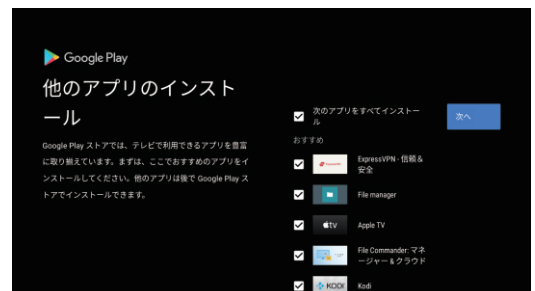 Google Play
他のアプリのインスト
ール
Google Play ストアでは、テレビで利用できるアプリを豊富
に取り揃えています。まずは、ここでおすすめのアプリをイ
ンストールしてください。他のアプリは後で Google Play ス
トアでインストールできます。
次のアプリをすべてインストー
ル
次へ
おすすめ
ExpressVPN - 信頼＆
安全
File manager
tv
Apple TV
File Commander: マネ
ージャー & クラウド
KODI
Kodi